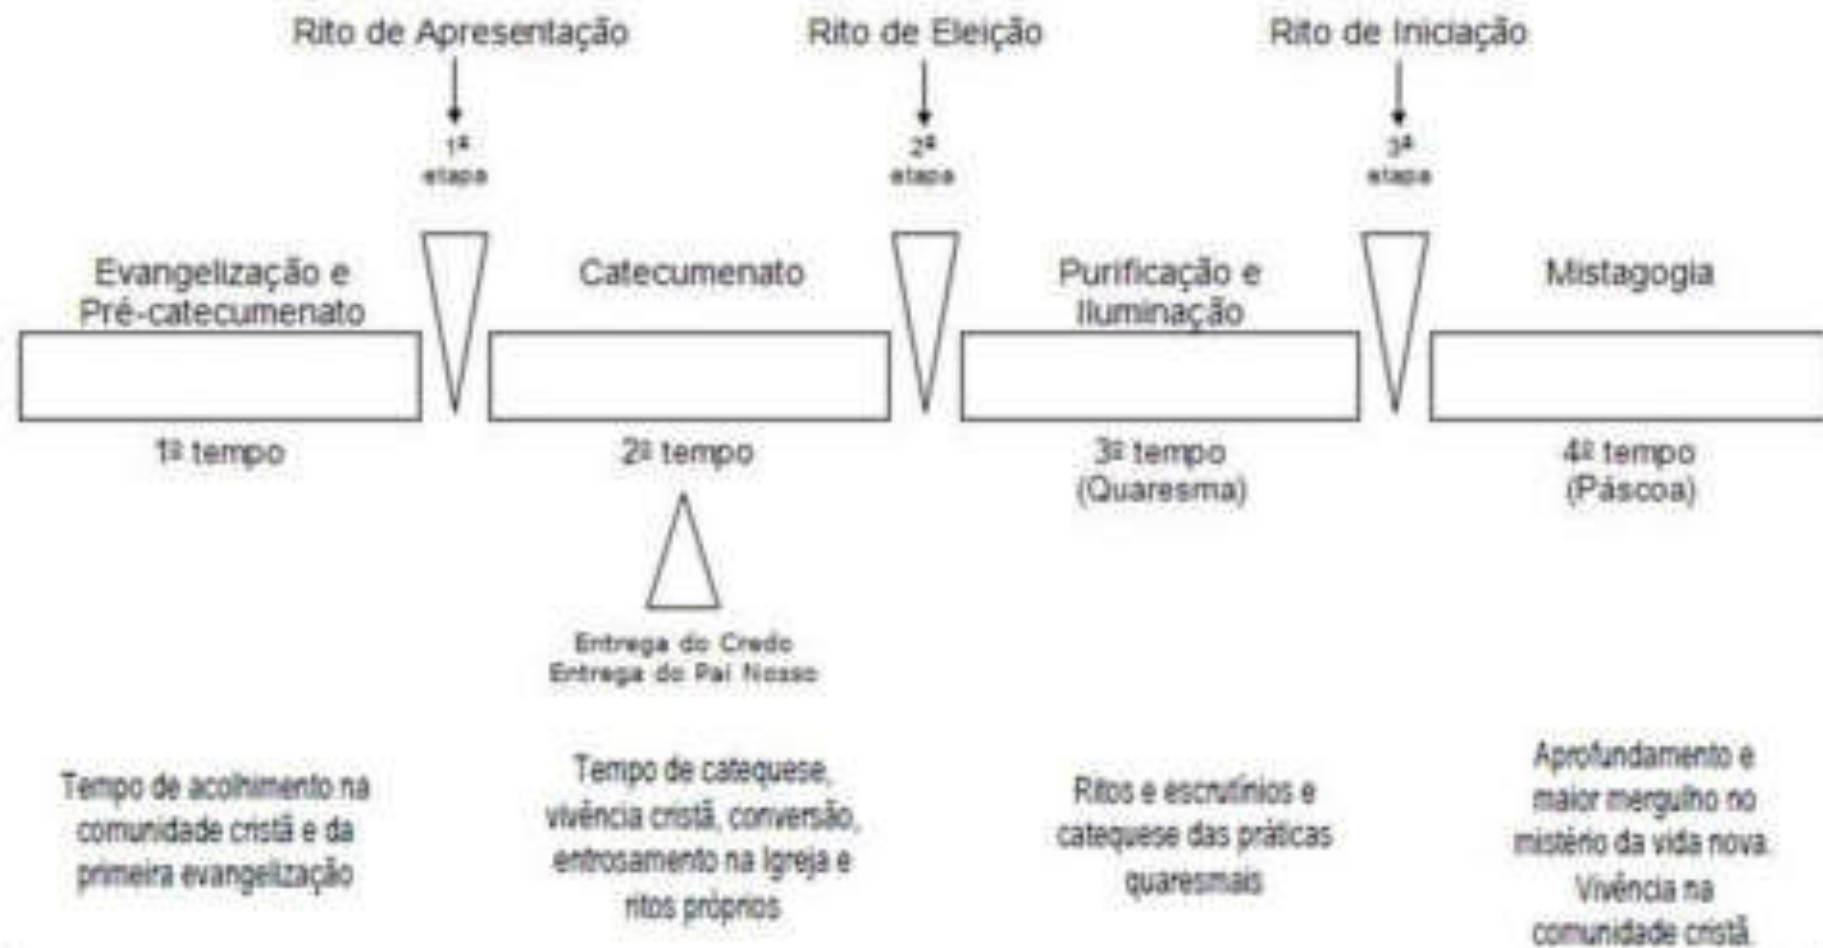 Rito de Apresentação
Rito de Eleição
Rito de Iniciação
1ª
etapa
2ª
etapa
3ª
etapa
Evangelização e
Pré-catecumenato
Catecumenato
Purificação e
Iluminação
Mistagogia
1º tempo
2º tempo
3º tempo
(Quaresma)
4º tempo
(Páscoa)
Entrega do Credo
Entrega do Pai Nosso
Tempo de acolhimento na
comunidade cristã e da
primeira evangelização
Tempo de catequese,
vivência cristã, conversão,
entrosamento na Igreja e
ritos próprios
Ritos e escrutínios e
catequese das práticas
quaresmais
Aprofundamento e
maior mergulho no
mistério da vida nova.
Vivência na
comunidade cristã.